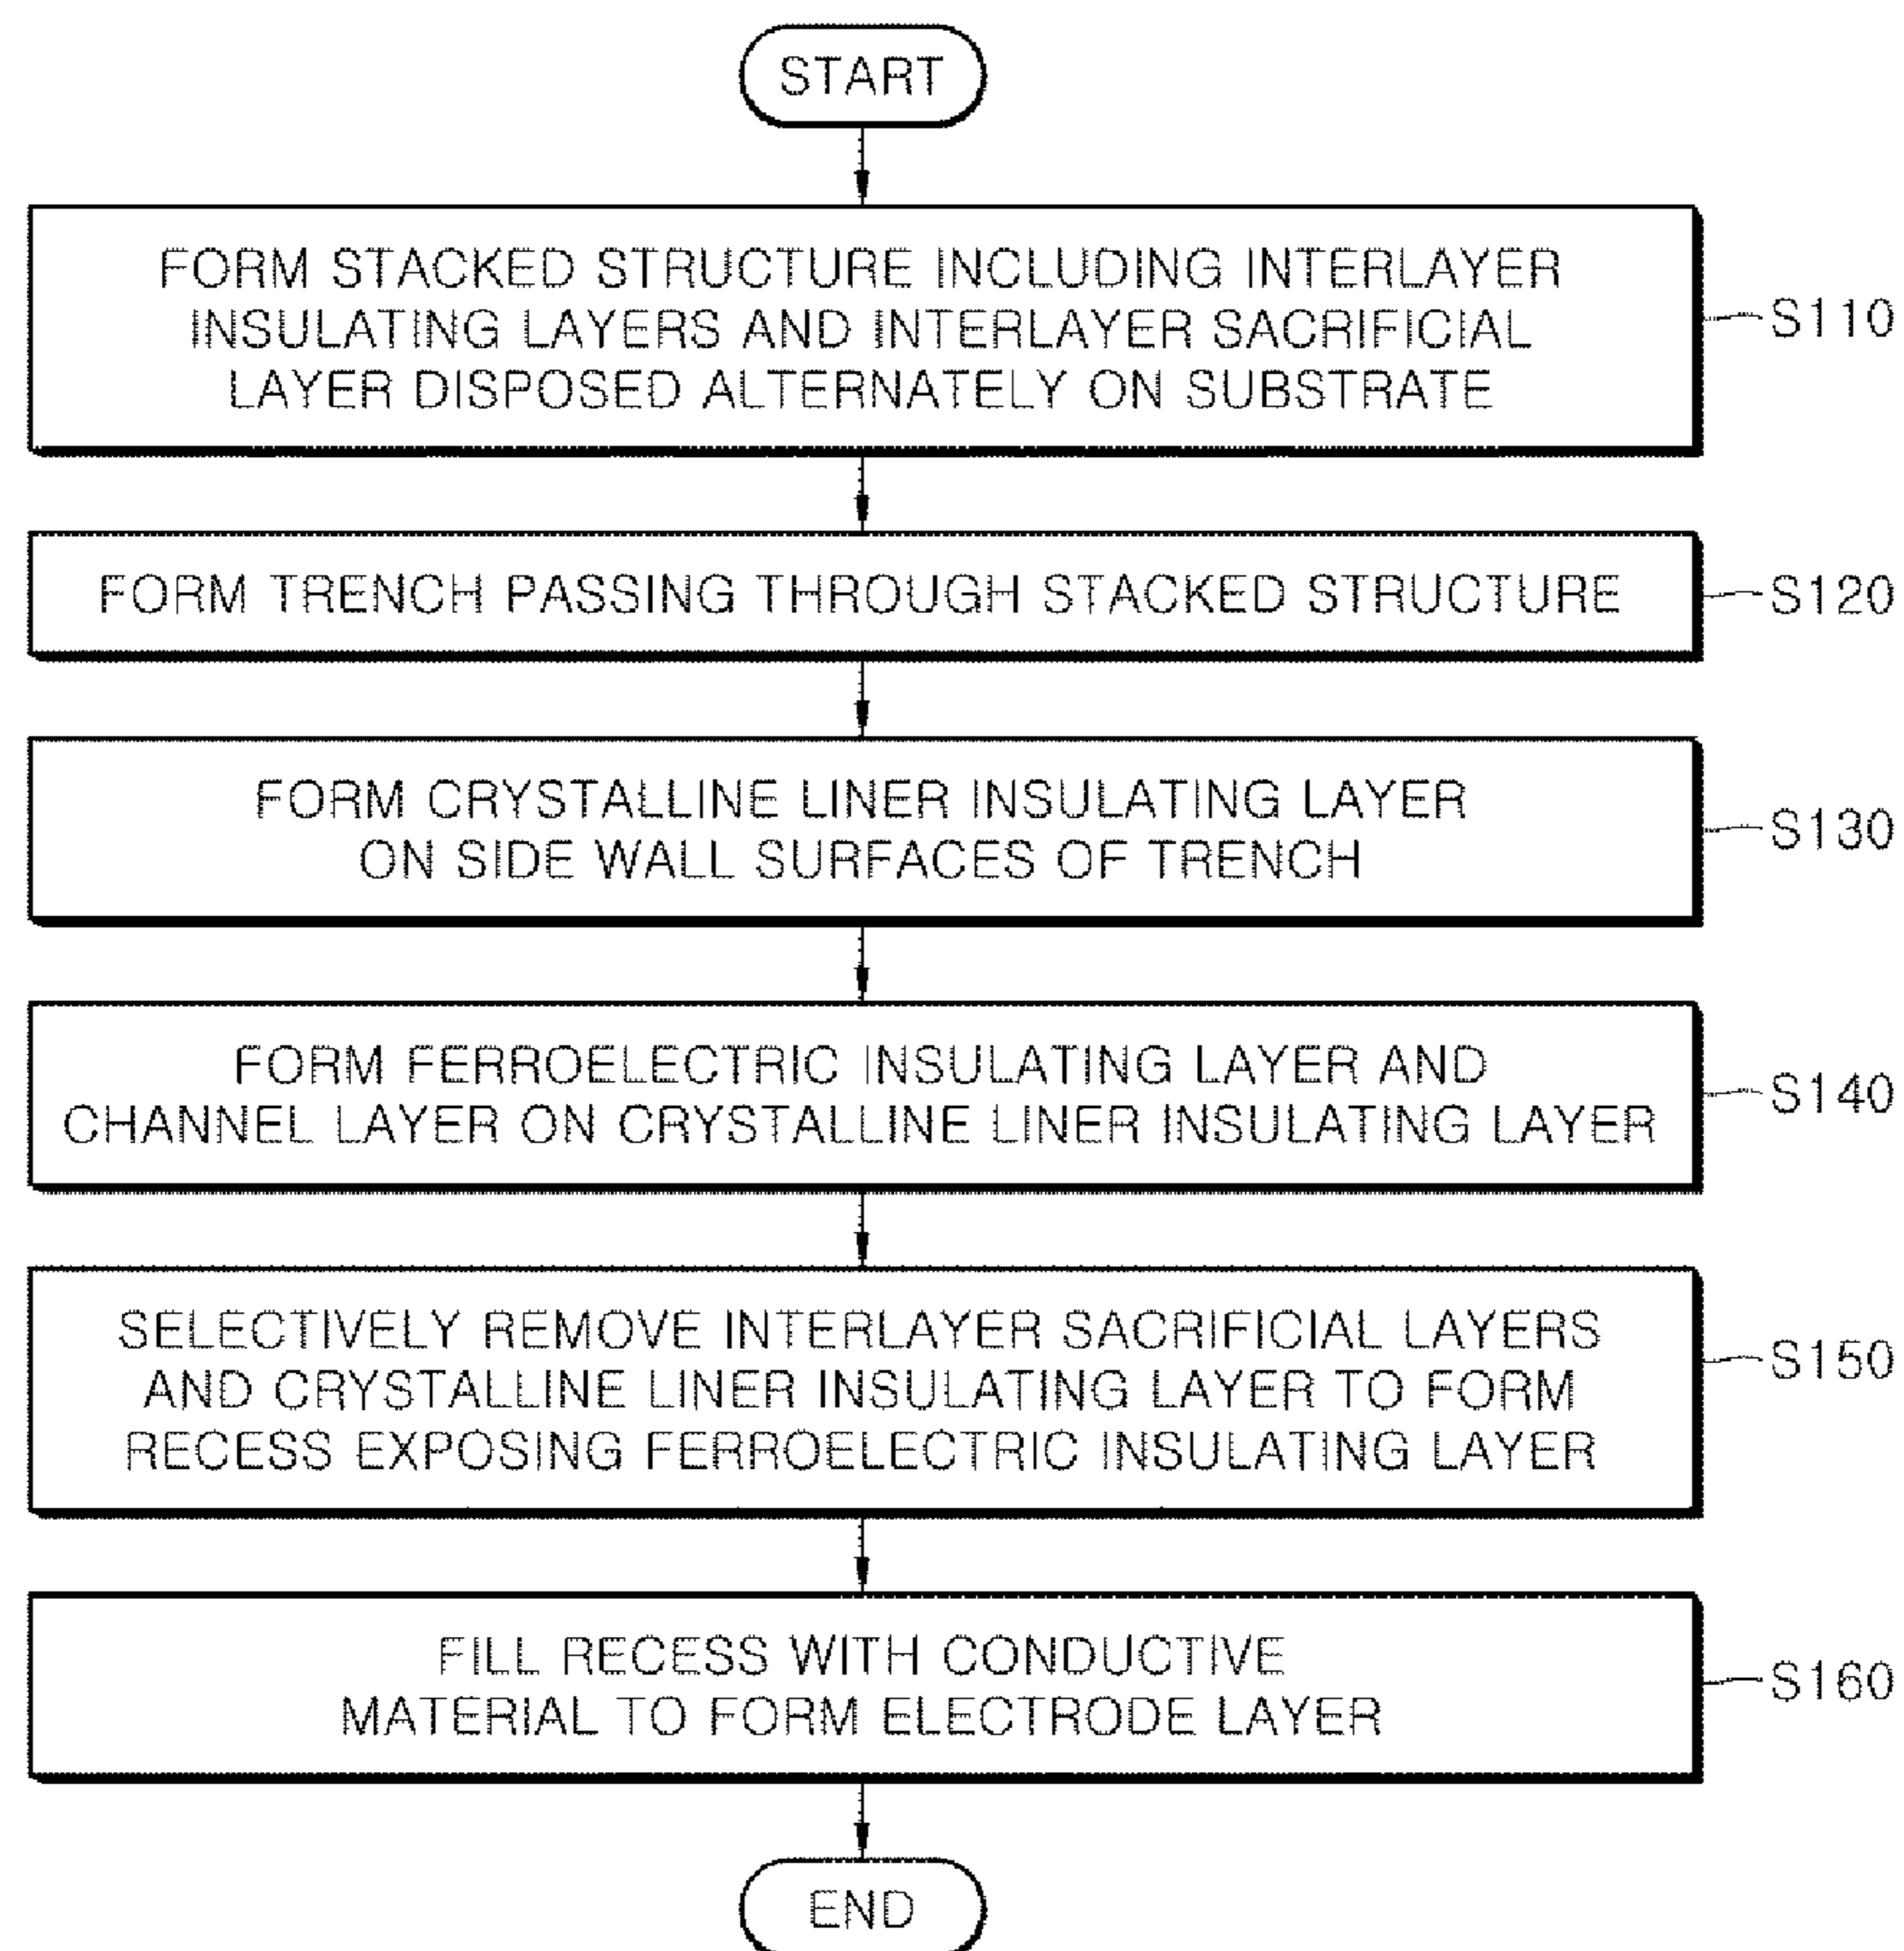 START
FORM STACKED STRUCTURE INCLUDING INTERLAYER
INSULATING LAYERS AND INTERLAYER SACRIFICIAL
LAYER DISPOSED ALTERNATELY ON SUBSTRATE
S110
FORM TRENCH PASSING THROUGH STACKED STRUCTURE
S120
FORM CRYSTALLINE LINER INSULATING LAYER
ON SIDE WALL SURFACES OF TRENCH
S130
FORM FERROELECTRIC INSULATING LAYER AND
CHANNEL LAYER ON CRYSTALLINE LINER INSULATING LAYER
S140
SELECTIVELY REMOVE INTERLAYER SACRIFICIAL LAYERS
AND CRYSTALLINE LINER INSULATING LAYER TO FORM
RECESS EXPOSING FERROELECTRIC INSULATING LAYER
S150
FILL RECESS WITH CONDUCTIVE
MATERIAL TO FORM ELECTRODE LAYER
S160
END